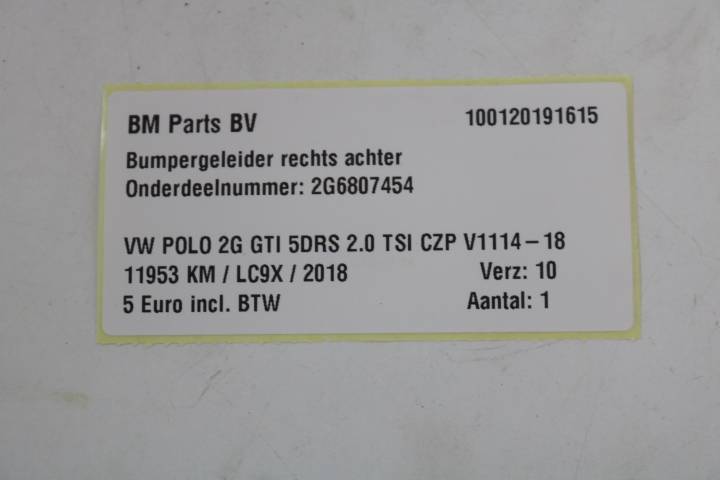 BM Parts BV 100120191615
Bumpergeleider rechts achter
Onderdeelnummer: 2G6807454
VW POLO 2G GTI 5DRS 2.0 TSI CZP V1114-18
11953 KM / LC9X / 2018 Verz: 10
5 Euro incl. BTW Aantal: 1